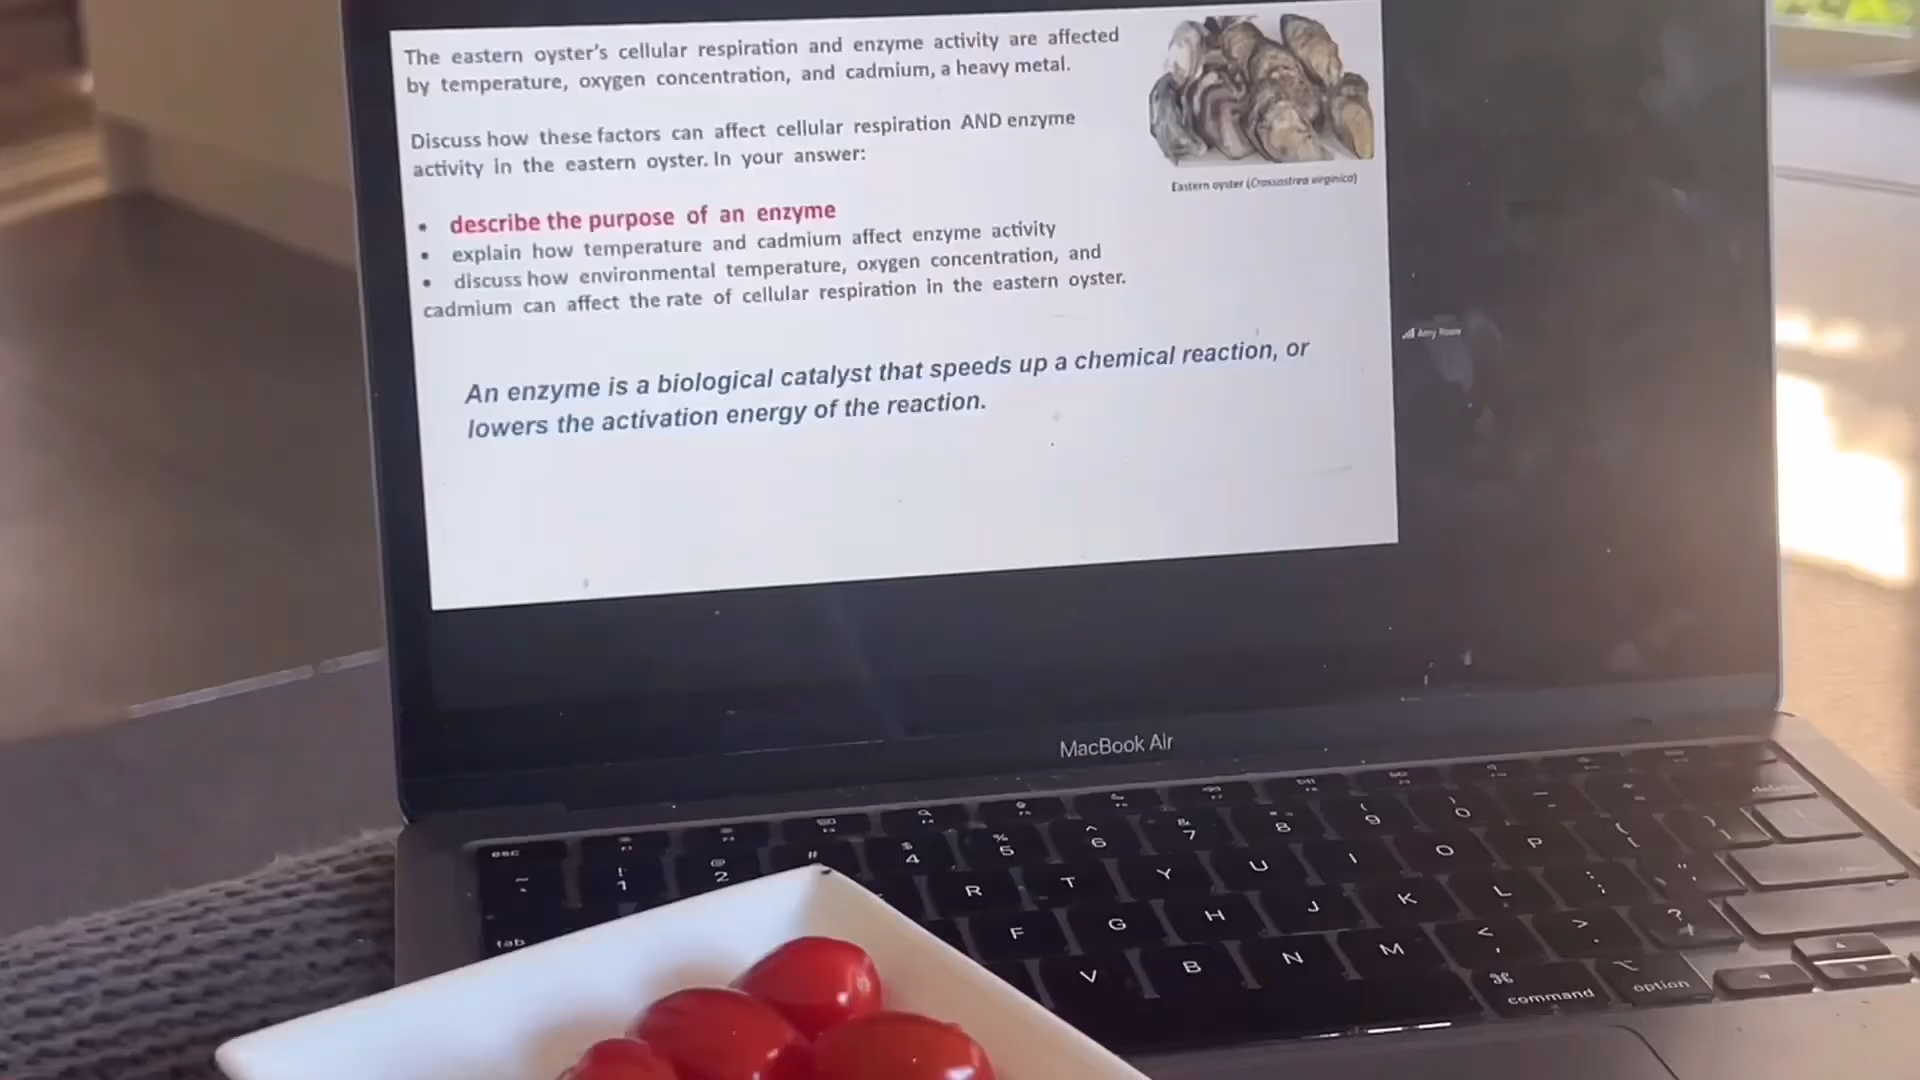 The eastern oyster's cellular respiration and enzyme activity are affected
by temperature, oxygen concentration, and cadmium, a heavy metal.
Discuss how these factors can affect cellular respiration AND enzyme
activity in the eastern oyster. In your answer:
• describe the purpose of an enzyme
• explain how temperature and cadmium affect enzyme activity
• discuss how environmental temperature, oxygen concentration, and
cadmium can affect the rate of cellular respiration in the eastern oyster.
Eastern oyster (Crassostrea virginica)
An enzyme is a biological catalyst that speeds up a chemical reaction, or
lowers the activation energy of the reaction.
Amy Rowe
MacBook Air
esc
~ ! 1 @ 2 # $ 4 % 5 ^ 6 & 7 * 8 ( 9 ) 0
tab R T Y U I O P { [ } ]
F G H J K L : ; " '
V B N M < , > . ? /
⌘ command ⌥ option
delete